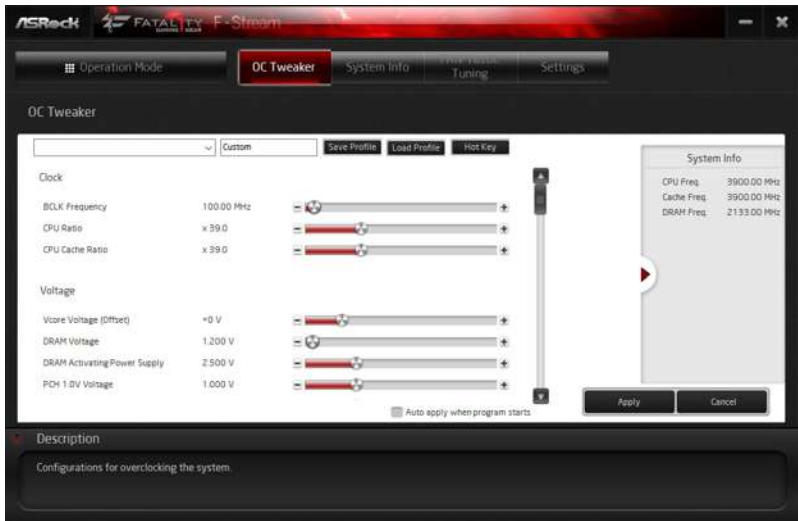 ASRock FATAL1TY GAMING GEAR F-Stream
Operation Mode OC Tweaker System Info Tuning Settings
OC Tweaker
Custom Save Profile Load Profile Hot Key
System Info
Clock
CPU Freq. 3900.00 MHz
Cache Freq. 3900.00 MHz
DRAM Freq. 2133.00 MHz
BCLK Frequency 100.00 MHz
CPU Ratio x 39.0
CPU Cache Ratio x 39.0
Voltage
Vcore Voltage (Offset) +0 V
DRAM Voltage 1.200 V
DRAM Activating Power Supply 2.500 V
PCH 1.0V Voltage 1.000 V
Auto apply when program starts
Apply Cancel
Description
Configurations for overclocking the system.